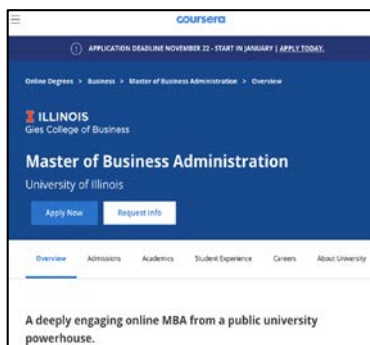 coursera
APPLICATION DEADLINE NOVEMBER 22 - START IN JANUARY | APPLY TODAY.
Online Degrees > Business > Master of Business Administration > Overview
I ILLINOIS
Gies College of Business
Master of Business Administration
University of Illinois
Apply Now Request Info
Overview Admissions Academics Student Experience Careers About University
A deeply engaging online MBA from a public university
powerhouse.